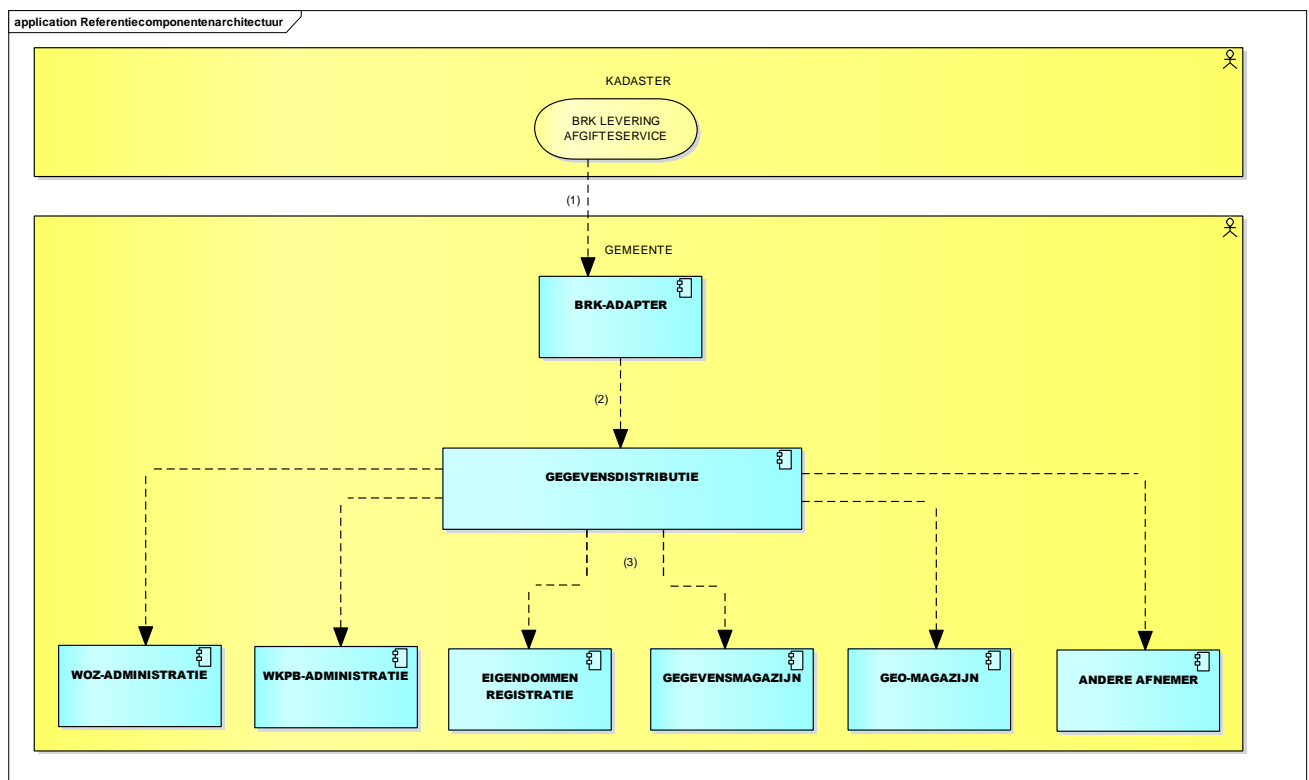 application Referentiecomponentenarchitectuur
KADASTER
BRK LEVERING
AFGIFTESERVICE
(1)
GEMEENTE
BRK-ADAPTER
(2)
GEGEVENSDISTRIBUTIE
(3)
WOZ-ADMINISTRATIE
WKPB-ADMINISTRATIE
EIGENDOMMEN
REGISTRATIE
GEGEVENSMAGAZIJN
GEO-MAGAZIJN
ANDERE AFNEMER